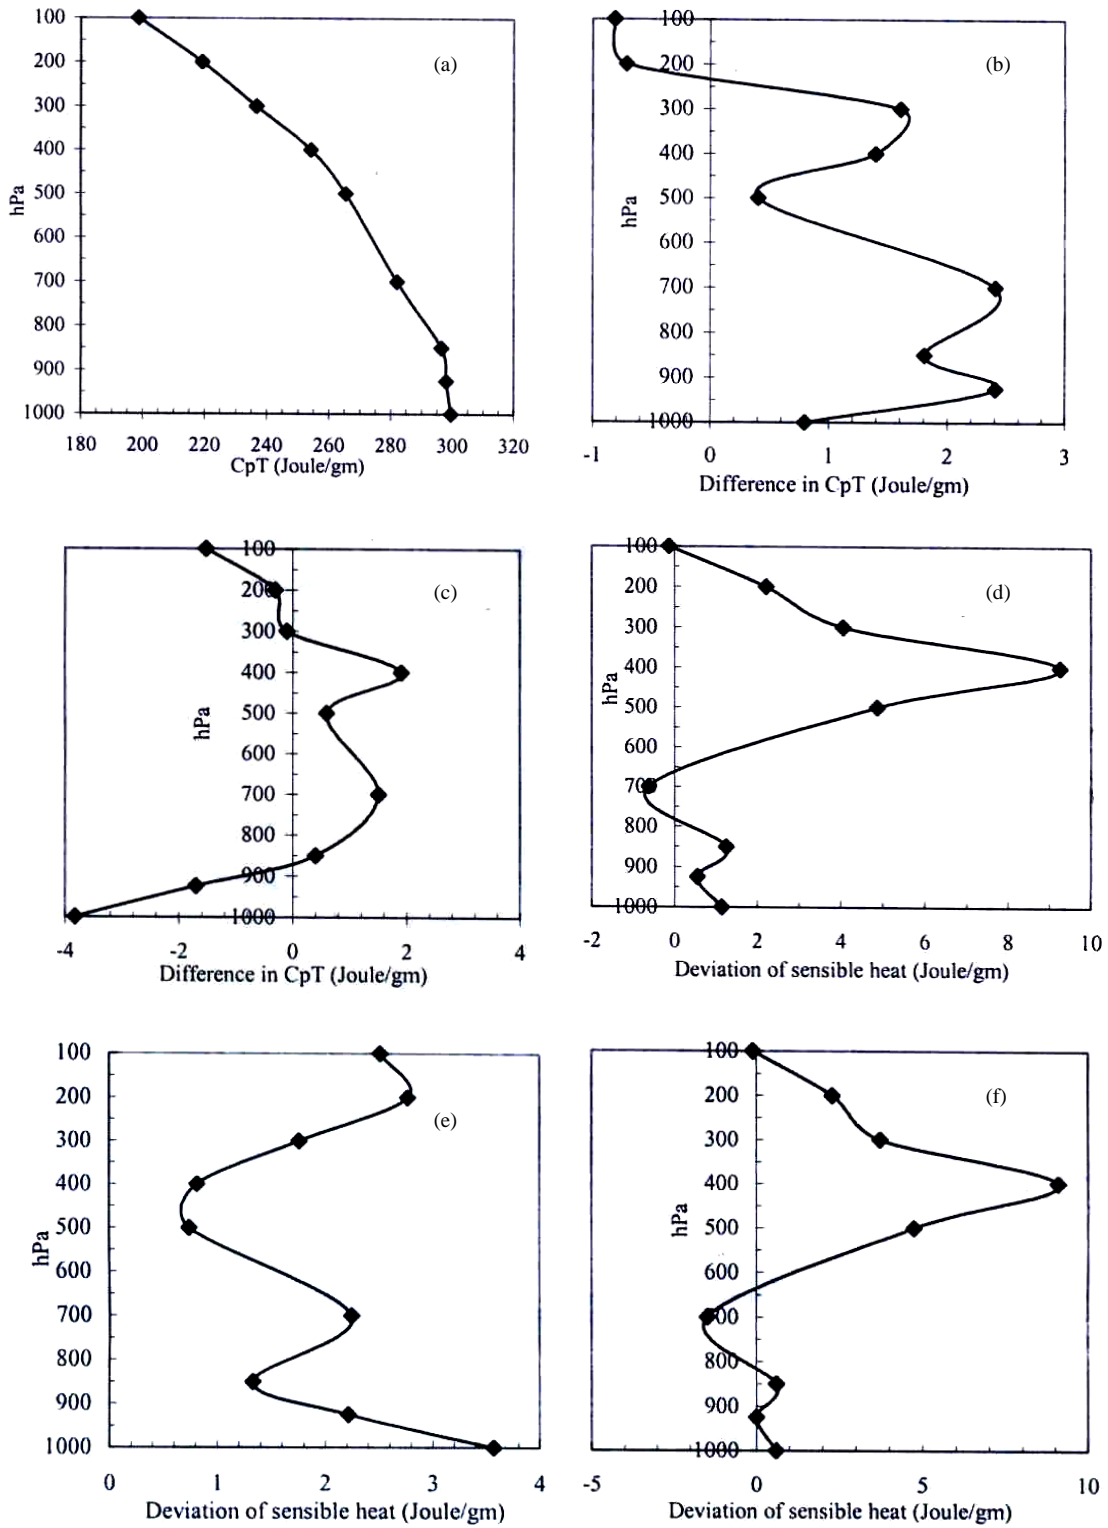 100
200
300
400
500
600
700
800
900
1000
hPa
(a)
180 200 220 240 260 280 300 320
CpT (Joule/gm)
100
200
300
400
500
600
700
800
900
1000
hPa
(b)
-1 0 1 2 3
Difference in CpT (Joule/gm)
100
200
300
400
500
600
700
800
900
1000
hPa
(c)
-4 -2 0 2 4
Difference in CpT (Joule/gm)
100
200
300
400
500
600
700
800
900
1000
hPa
(d)
-2 0 2 4 6 8 10
Deviation of sensible heat (Joule/gm)
100
200
300
400
500
600
700
800
900
1000
hPa
(e)
0 1 2 3 4
Deviation of sensible heat (Joule/gm)
100
200
300
400
500
600
700
800
900
1000
hPa
(f)
-5 0 5 10
Deviation of sensible heat (Joule/gm)